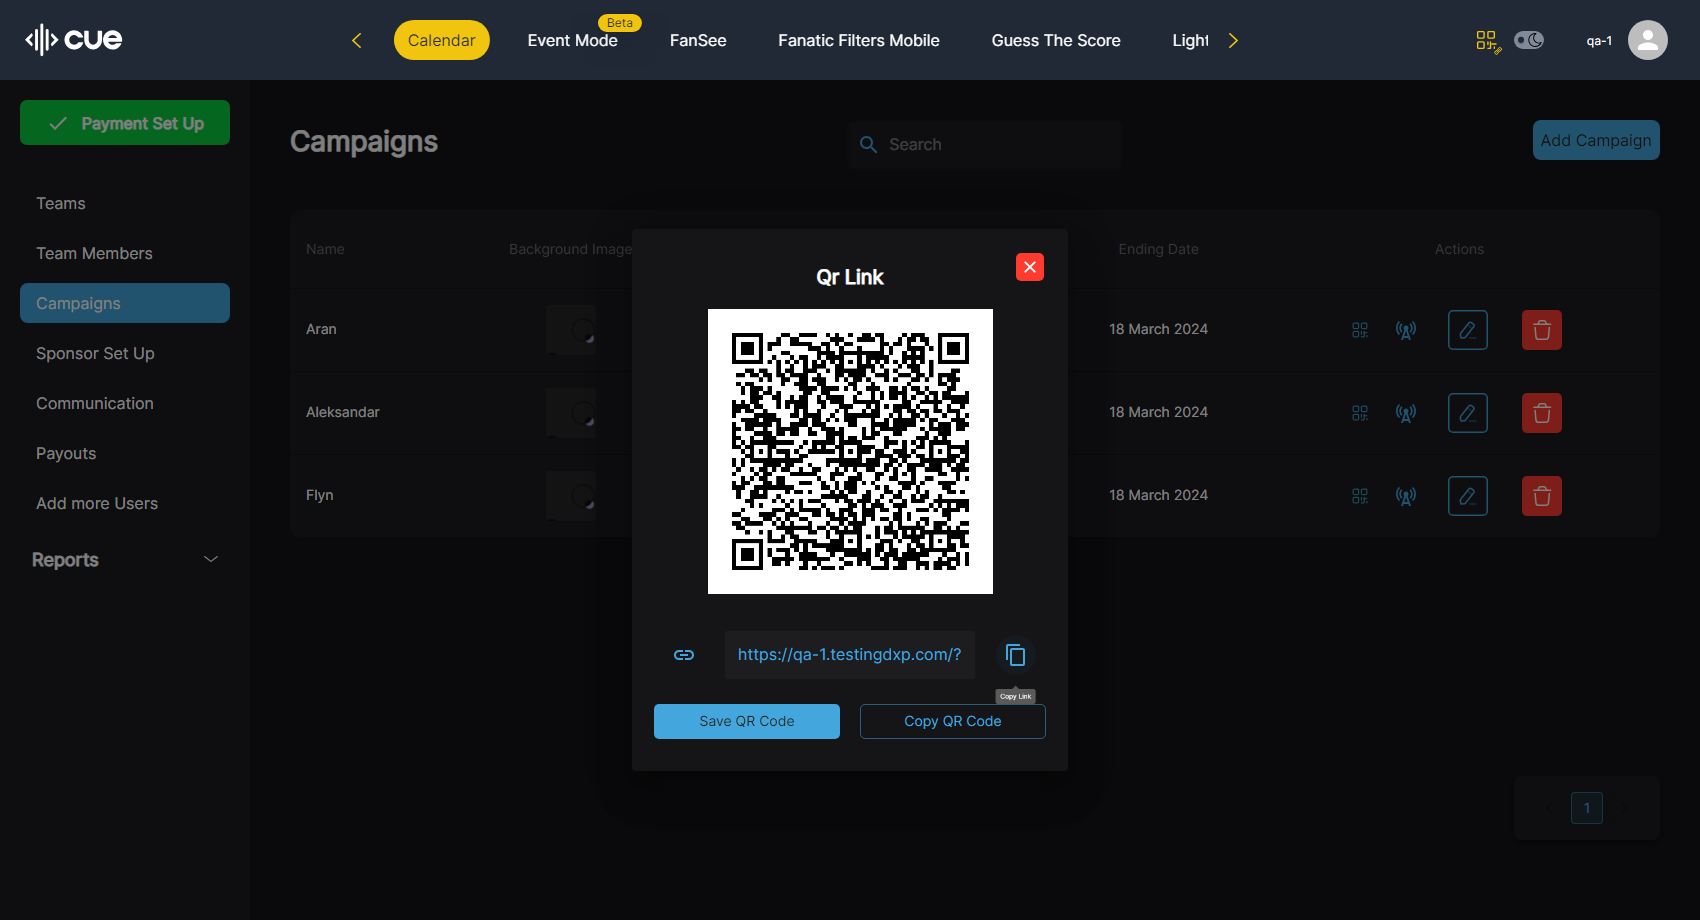 cue
Calendar
Event Mode
Beta
FanSee
Fanatic Filters Mobile
Guess The Score
Light
qa-1
Payment Set Up
Teams
Team Members
Campaigns
Sponsor Set Up
Communication
Payouts
Add more Users
Reports
Campaigns
Search
Add Campaign
Name
Background Image
Ending Date
Actions
Aran
18 March 2024
Aleksandar
18 March 2024
Flyn
18 March 2024
Qr Link
https://qa-1.testingdxp.com/?
Copy Link
Save QR Code
Copy QR Code
1